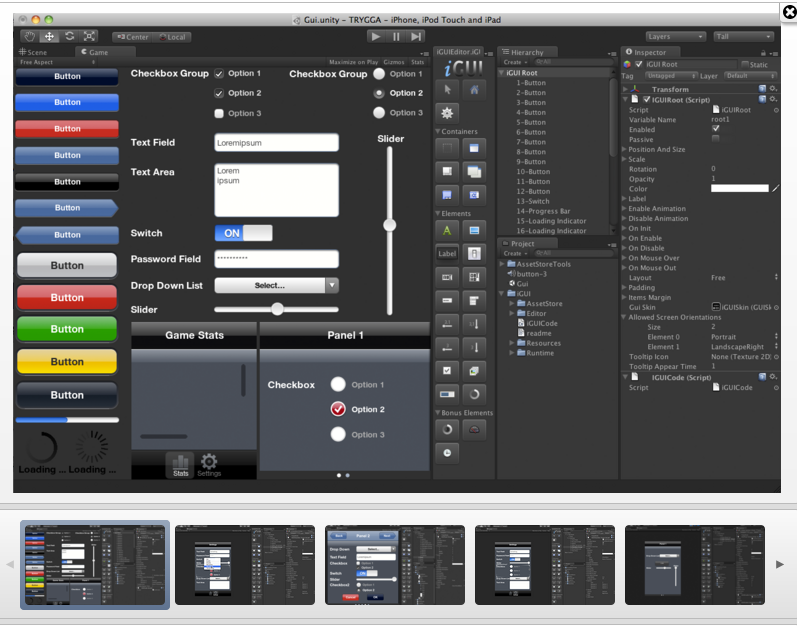 Gui.unity - TRYGGA - iPhone, iPod Touch and iPad
Center Local
Layers Tall
Scene Game
Free Aspect Maximize on Play Gizmos Stats
Button
Button
Button
Button
Button
Button
Button
Button
Button
Button
Button
Button
Loading ... Loading ...
Checkbox Group Option 1
Option 2
Option 3
Checkbox Group Option 1
Option 2
Option 3
Text Field Loremipsum
Text Area Lorem
ipsum
Slider
Switch ON
Password Field **********
Drop Down List Select...
Slider
Game Stats
Stats Settings
Panel 1
Checkbox Option 1
Option 2
Option 3
iGUIEditor.iGI
iGUI
Containers
Elements
A
Label
Bonus Elements
Hierarchy
Create All
iGUI Root
1-Button
2-Button
3-Button
4-Button
5-Button
6-Button
7-Button
8-Button
9-Button
10-Button
11-Button
12-Button
13-Switch
14-Progress Bar
15-Loading Indicator
16-Loading Indicator
Project
Create All
AssetStoreTools
button-3
Gui
iGUI
AssetStore
Editor
iGUICode
readme
Resources
Runtime
Inspector
iGUI Root Static
Tag Untagged Layer Default
Transform
IGUIRoot (Script)
Script iGUIRoot
Variable Name root1
Enabled
Passive
Position And Size
Scale
Rotation 0
Opacity 1
Color
Label
Enable Animation
Disable Animation
On Init
On Enable
On Disable
On Mouse Over
On Mouse Out
Layout Free
Padding
Items Margin
Gui Skin iGUISkin (GUISk
Allowed Screen Orientations
Size 2
Element 0 Portrait
Element 1 LandscapeRight
Tooltip Icon None (Texture 2D)
Tooltip Appear Time 1
IGUICode (Script)
Script iGUICode